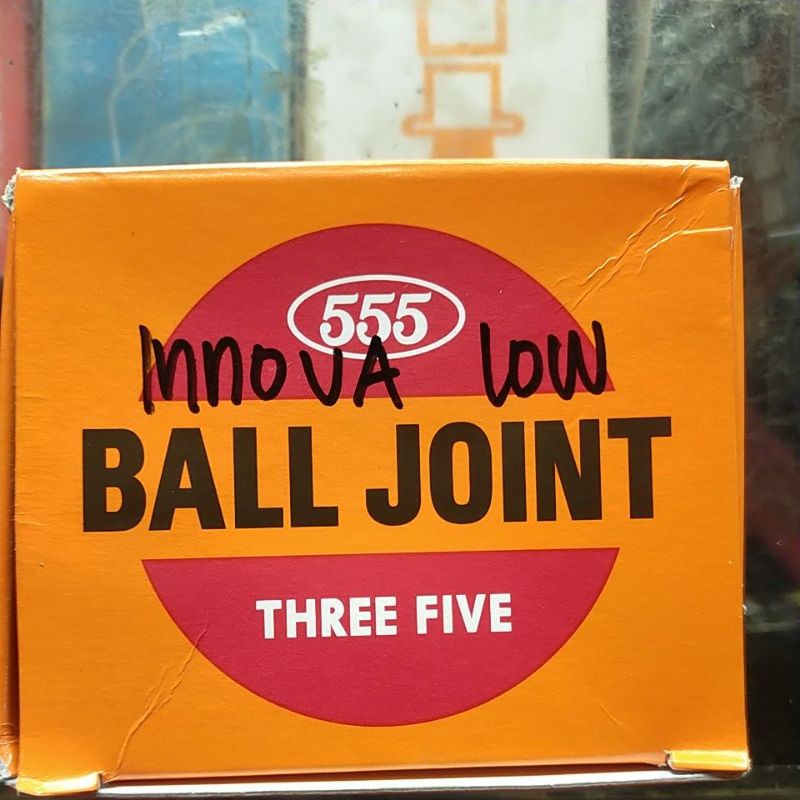 555
InnovA low
BALL JOINT
THREE FIVE